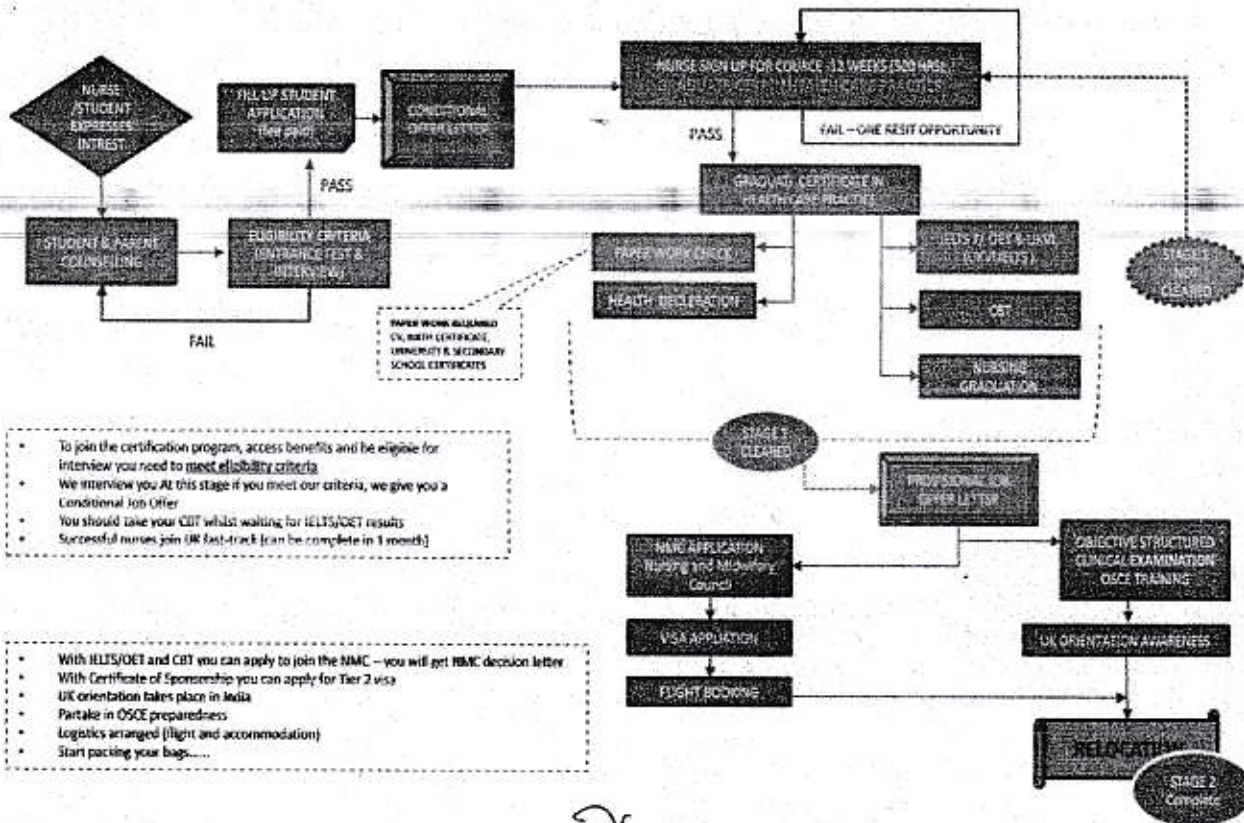 NURSE
/STUDENT
EXPRESSES
INTREST
FILL UP STUDENT
APPLICATION
(fee paid)
CONDITIONAL
OFFER LETTER
NURSE SIGN UP FOR COURCE -12 WEEKS (500 HRS)
PASS
FAIL – ONE RESIT OPPORTUNITY
PASS
GRADUATE CERTIFICATE IN
HEALTH CARE PRACTICE
STUDENT & PARENT
COUNSELLING
ELIGIBILITY CRITERIA
(ENTRANCE TEST &
INTERVIEW)
FAIL
PAPER WORK CHECK
HEALTH DECLERATION
CBT
NURSING
GRADUATION
NOT
CLEARED
PAPER WORK REQUIRED
CV, BIRTH CERTIFICATE,
UNIVERSITY & SECONDARY
SCHOOL CERTIFICATES
CLEARED
PROVISIONAL JOB
OFFER LETTER
• To join the certification program, access benefits and be eligible for
interview you need to meet eligibility criteria
• We interview you At this stage if you meet our criteria, we give you a
Conditional Job Offer
• You should take your CBT whilst waiting for IELTS/OET results
• Successful nurses join UK fast-track (can be complete in 1 month)
NMC APPLICATION
Nursing and Midwifery
Council
OBJECTIVE STRUCTURED
CLINICAL EXAMINATION
OSCE TRAINING
VISA APPLIATION
UK ORIENTATION AWARENESS
FLIGHT BOOKING
• With IELTS/OET and CBT you can apply to join the NMC – you will get NMC decision letter
• With Certificate of Sponsorship you can apply for Tier 2 visa
• UK orientation takes place in India
• Partake in OSCE preparedness
• Logistics arranged (flight and accommodation)
• Start packing your bags......
RELOCATION
STAGE 2
Complete